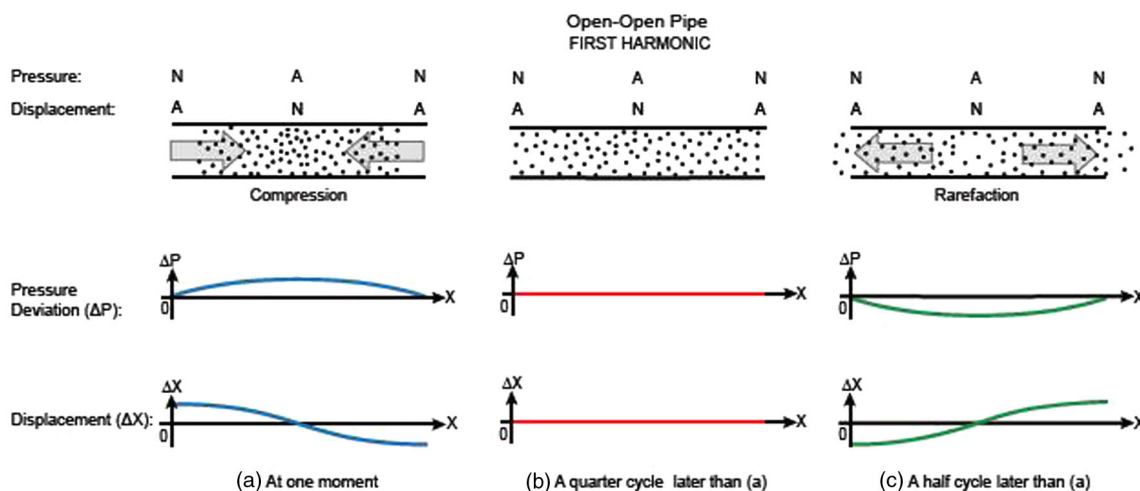 Open-Open Pipe
FIRST HARMONIC
Pressure: N A N N A N N A N
Displacement: A N A A N A A N A
Compression Rarefaction
ΔP ΔP ΔP
Pressure
Deviation (ΔP):
0 X 0 X 0 X
ΔX ΔX ΔX
Displacement (ΔX):
0 X 0 X 0 X
(a) At one moment (b) A quarter cycle later than (a) (c) A half cycle later than (a)